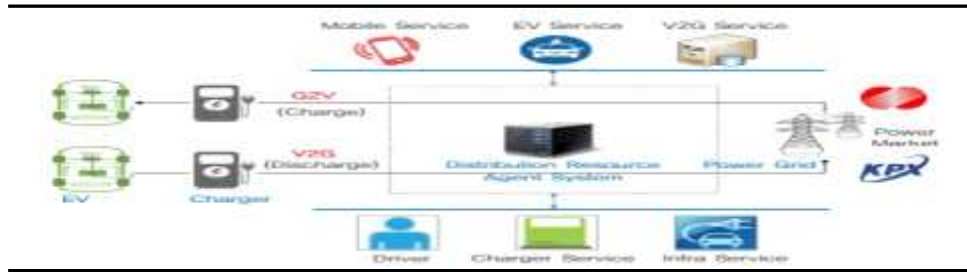 Mobile Service EV Service V2G Service
G2V
(Charge)
Power
Market
V2G
(Discharge)
Distribution Resource
Agent System
Power Grid
KPX
EV Charger
Driver Charger Service Infra Service